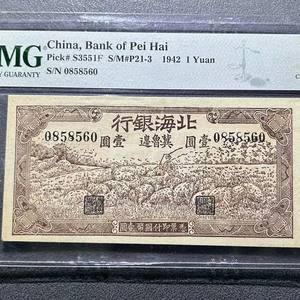 PMG
China, Bank of Pei Hai
Pick# S3551F S/M#P21-3 1942 1 Yuan
S/N 0858560
Y GUARANTY
北海銀行
0858560 圓壹
冀魯邊
圓壹 0858560